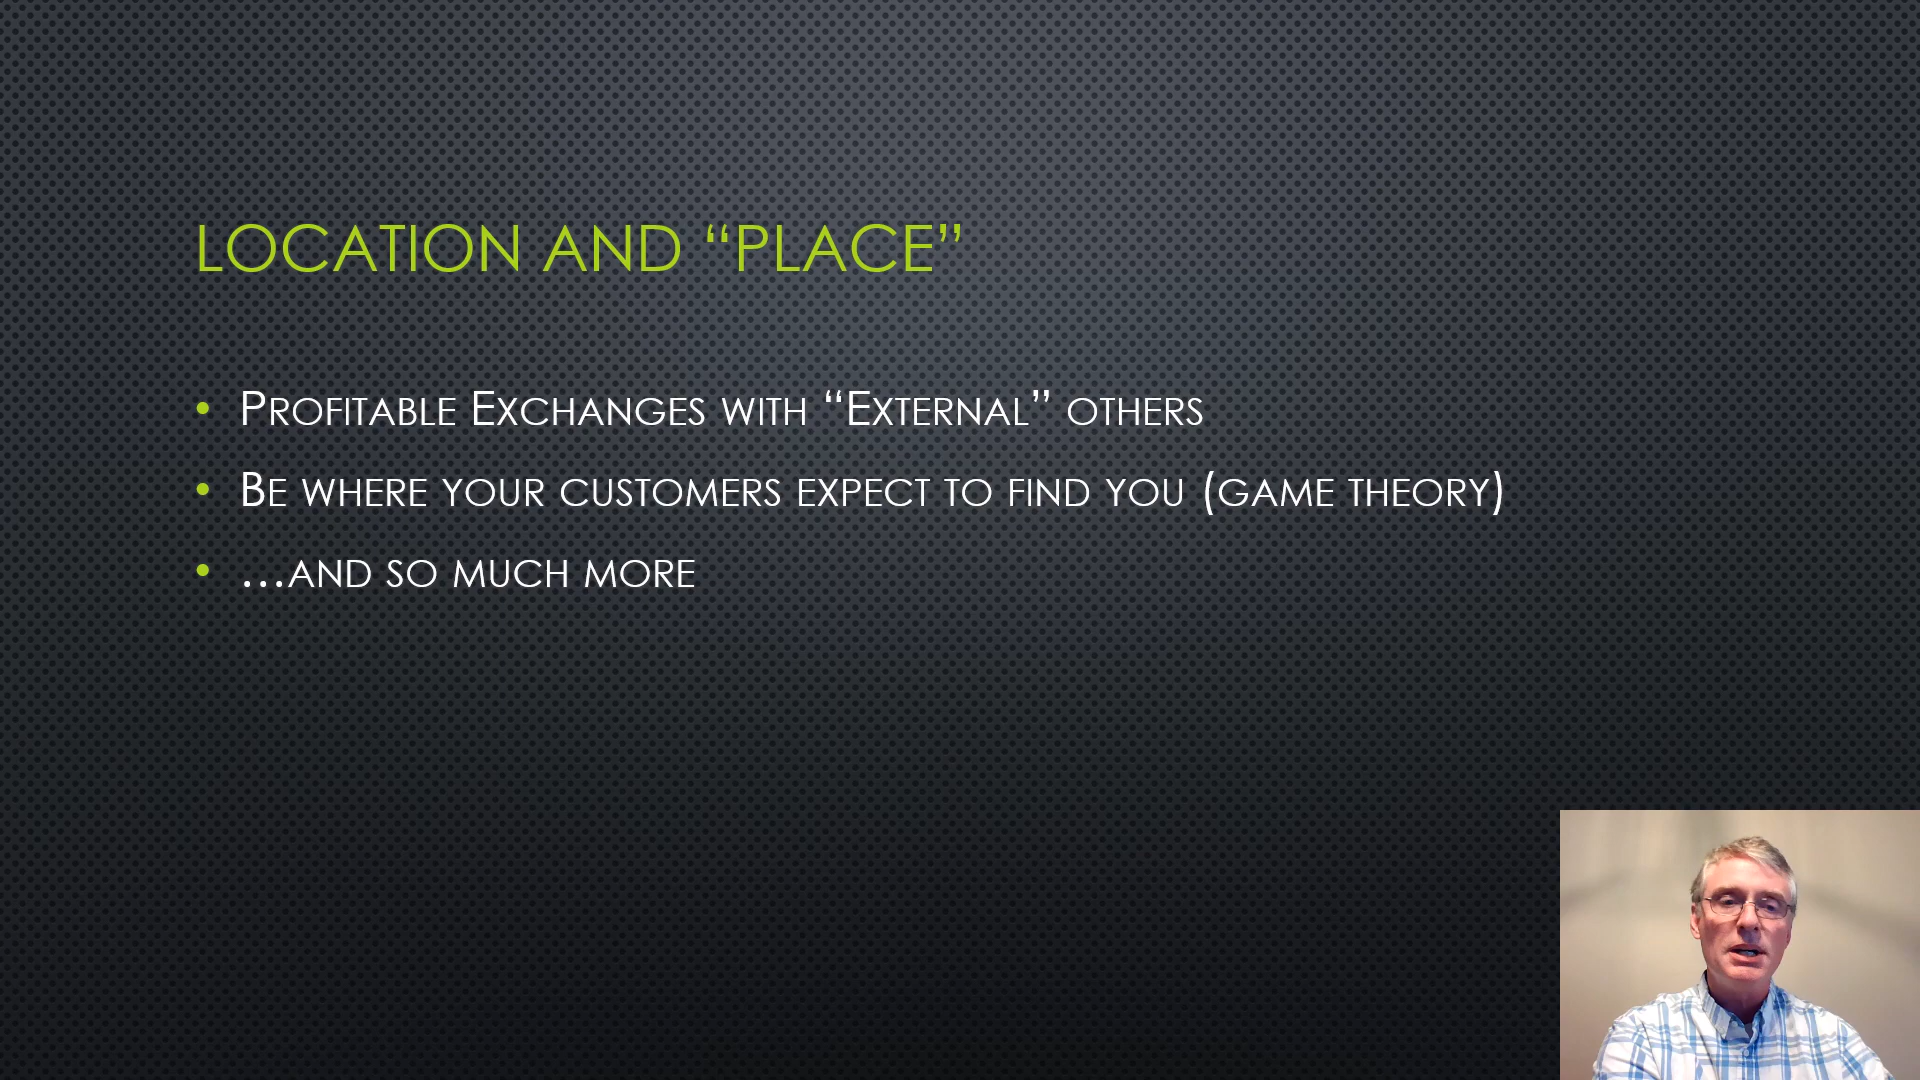 LOCATION AND “PLACE”
• PROFITABLE EXCHANGES WITH “EXTERNAL” OTHERS
• BE WHERE YOUR CUSTOMERS EXPECT TO FIND YOU (GAME THEORY)
• …AND SO MUCH MORE